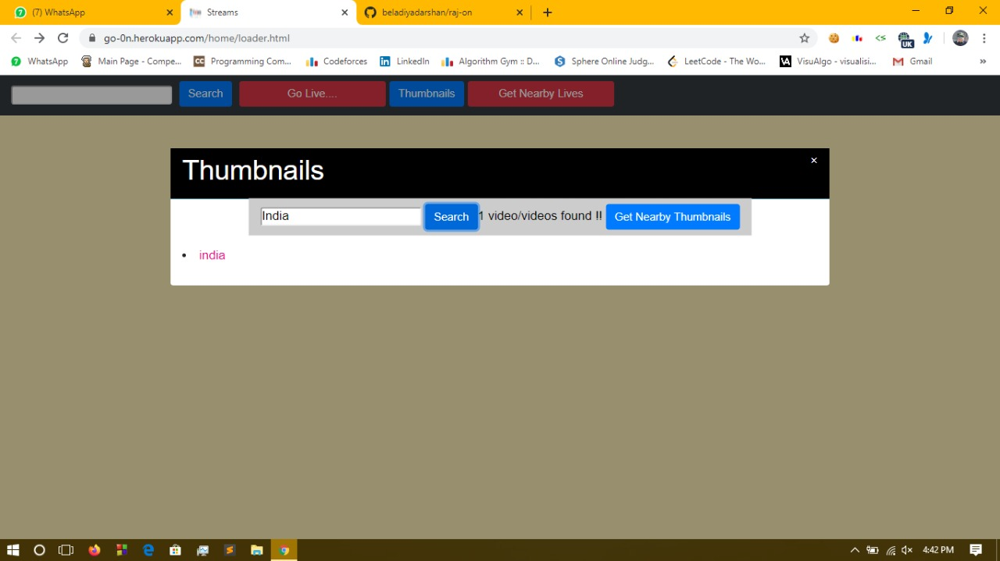 (7) WhatsApp
Streams
beladiyadarshan/raj-on
go-0n.herokuapp.com/home/loader.html
UK
WhatsApp
Main Page - Compe...
Programming Com...
Codeforces
LinkedIn
Algorithm Gym :: D...
Sphere Online Judg...
LeetCode - The Wo...
VisuAlgo - visualisi...
Gmail
Search
Go Live....
Thumbnails
Get Nearby Lives
Thumbnails
India
Search
1 video/videos found !!
Get Nearby Thumbnails
india
4:42 PM